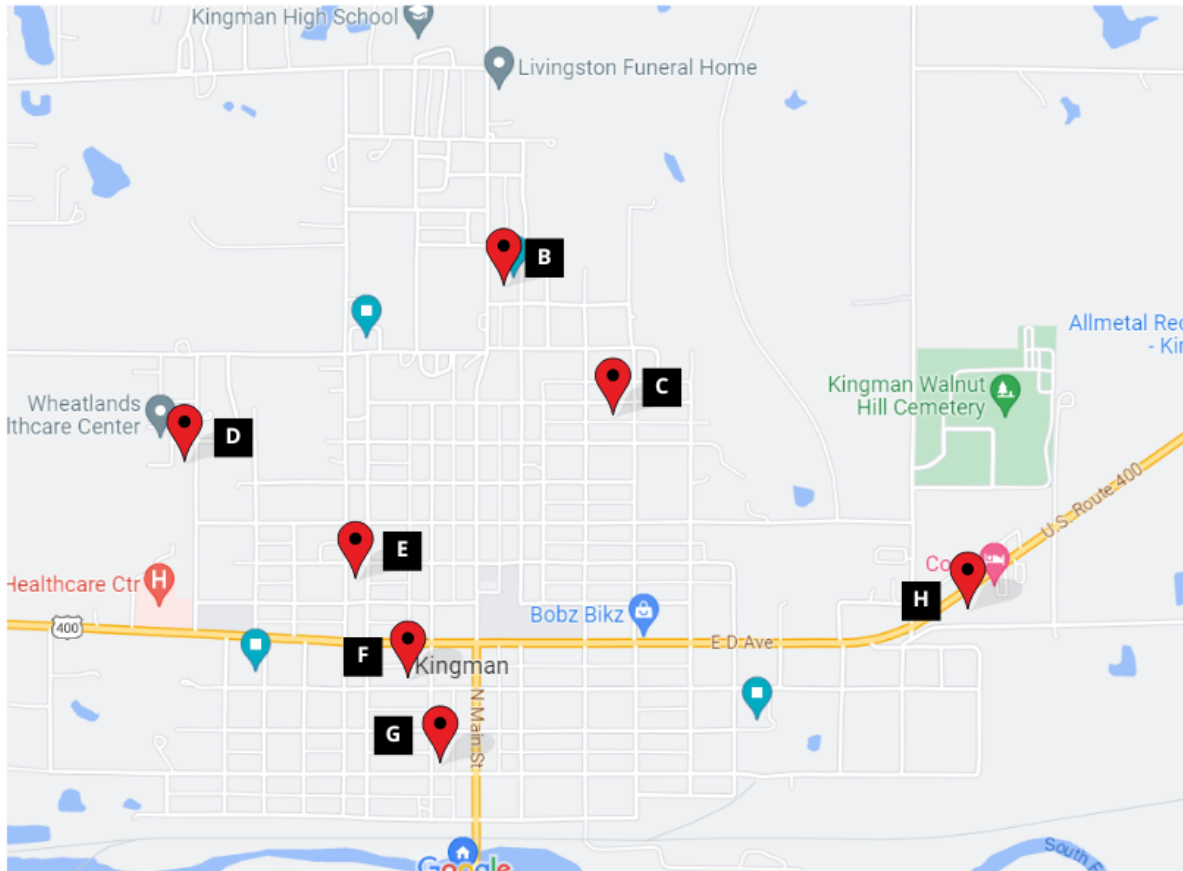 Kingman High School
Livingston Funeral Home
B
Allmetal Rec
- Kin
C
Kingman Walnut
Hill Cemetery
Wheatlands
lthcare Center
D
U.S. Route 400
E
Co
Healthcare Ctr
H
H
Bobz Bikz
400
E D Ave
F
Kingman
N Main St
G
Google
South F